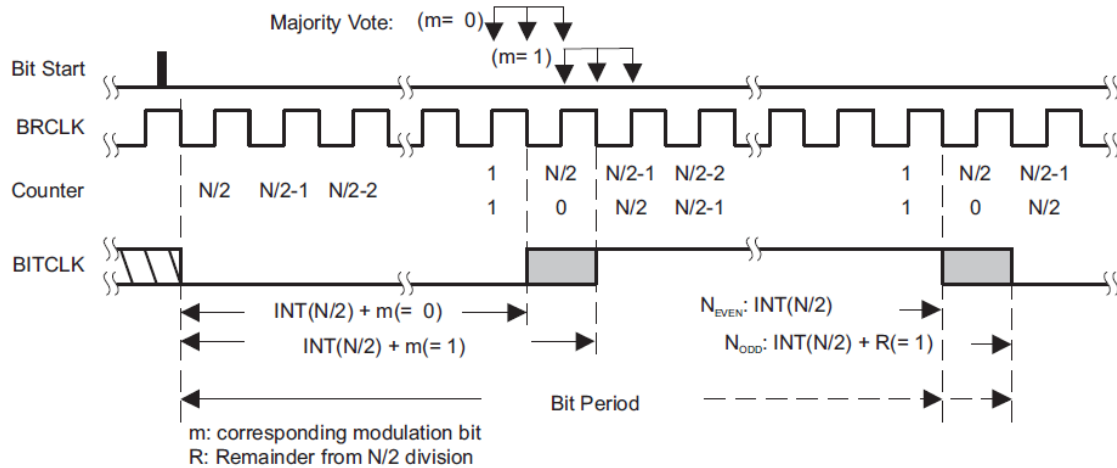 Majority Vote: (m= 0)
(m= 1)
Bit Start
BRCLK
Counter N/2 N/2-1 N/2-2 1 N/2 N/2-1 N/2-2 1 N/2 N/2-1
1 0 N/2 N/2-1 1 0 N/2
BITCLK
INT(N/2) + m(= 0) NEVEN: INT(N/2)
INT(N/2) + m(= 1) NODD: INT(N/2) + R(= 1)
Bit Period
m: corresponding modulation bit
R: Remainder from N/2 division